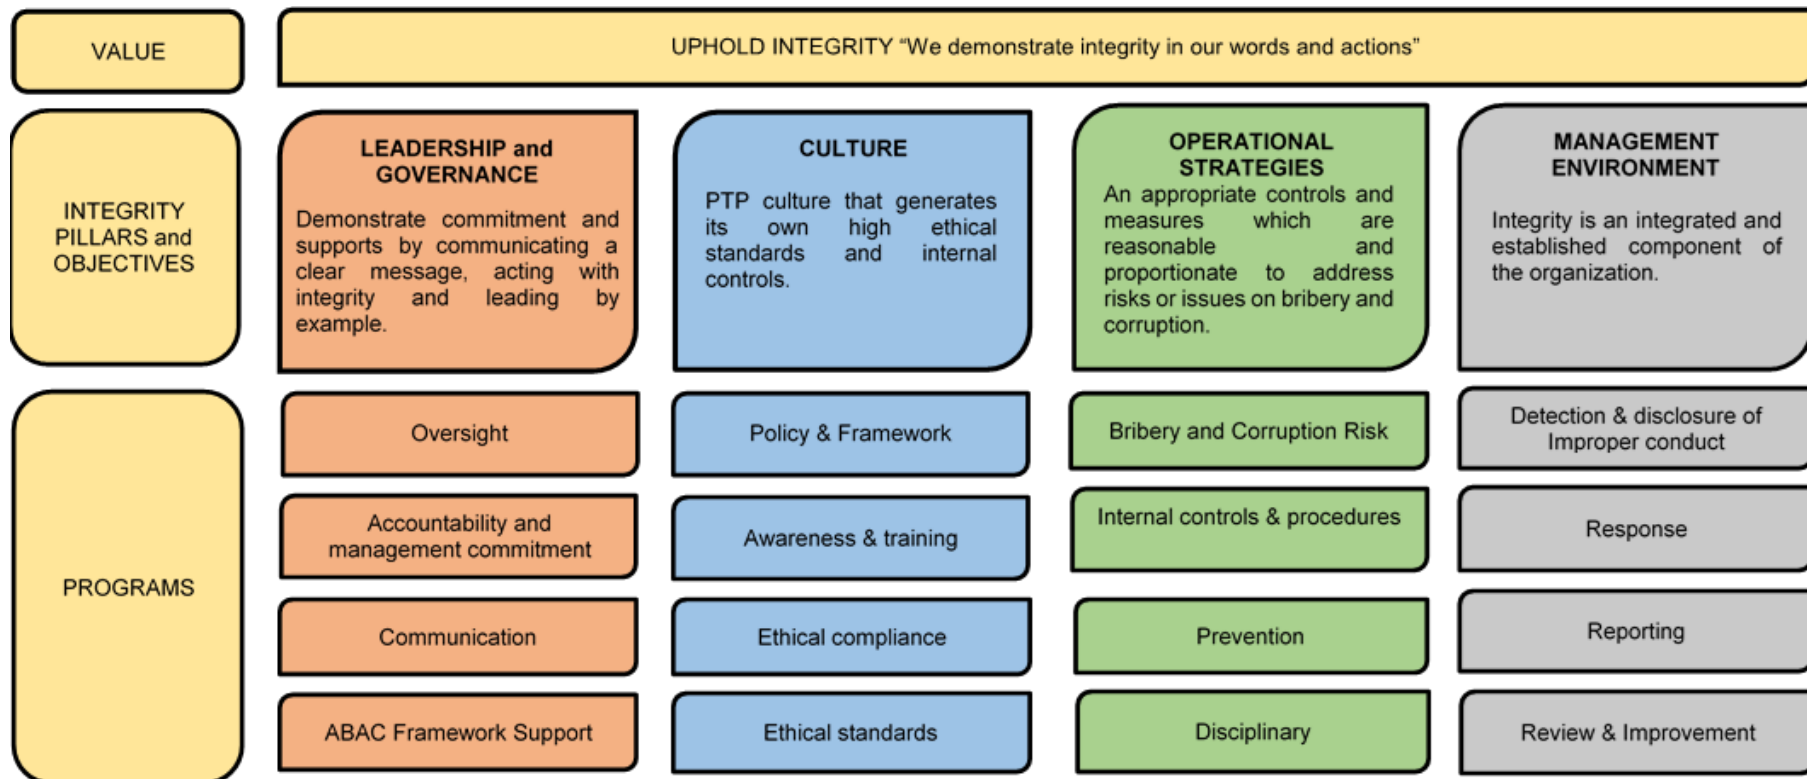 VALUE
UPHOLD INTEGRITY “We demonstrate integrity in our words and actions”
INTEGRITY
PILLARS and
OBJECTIVES
LEADERSHIP and
GOVERNANCE
Demonstrate commitment and
supports by communicating a
clear message, acting with
integrity and leading by
example.
CULTURE
PTP culture that generates
its own high ethical
standards and internal
controls.
OPERATIONAL
STRATEGIES
An appropriate controls and
measures which are
reasonable and
proportionate to address
risks or issues on bribery and
corruption.
MANAGEMENT
ENVIRONMENT
Integrity is an integrated and
established component of
the organization.
PROGRAMS
Oversight
Policy & Framework
Bribery and Corruption Risk
Detection & disclosure of
Improper conduct
Accountability and
management commitment
Awareness & training
Internal controls & procedures
Response
Communication
Ethical compliance
Prevention
Reporting
ABAC Framework Support
Ethical standards
Disciplinary
Review & Improvement